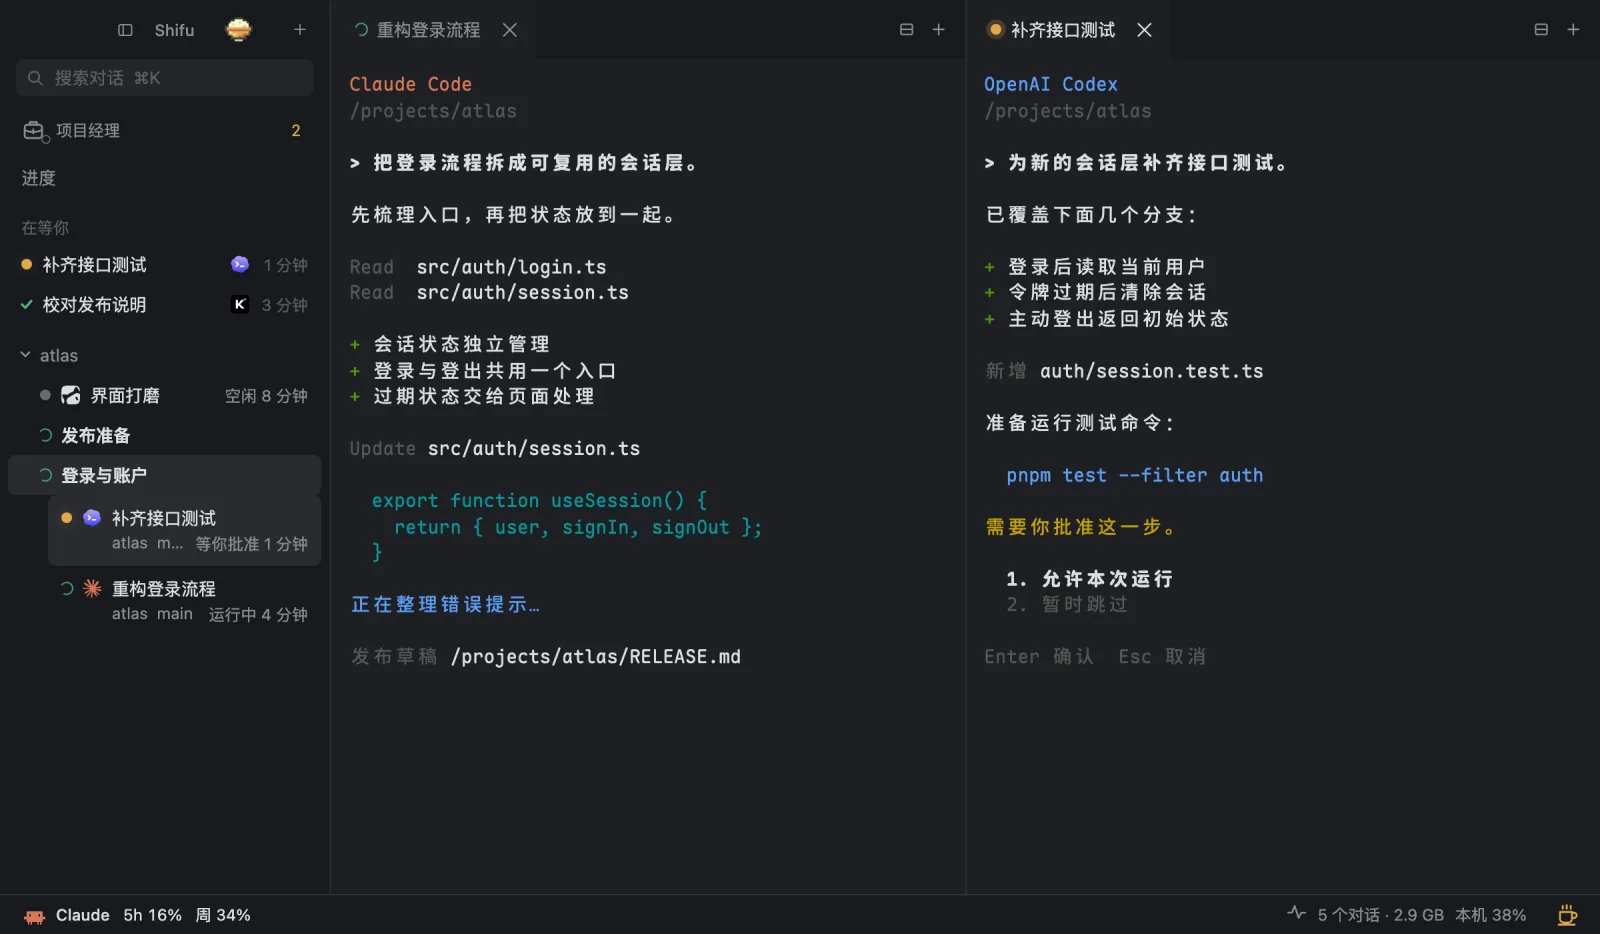 Shifu
搜索对话 ⌘K
项目经理 2
进度
在等你
补齐接口测试 1 分钟
校对发布说明 K 3 分钟
atlas
界面打磨 空闲 8 分钟
发布准备
登录与账户
补齐接口测试
atlas m... 等你批准 1 分钟
重构登录流程
atlas main 运行中 4 分钟
重构登录流程
Claude Code
/projects/atlas
> 把登录流程拆成可复用的会话层。
先梳理入口，再把状态放到一起。
Read src/auth/login.ts
Read src/auth/session.ts
+ 会话状态独立管理
+ 登录与登出共用一个入口
+ 过期状态交给页面处理
Update src/auth/session.ts
export function useSession() {
return { user, signIn, signOut };
}
正在整理错误提示…
发布草稿 /projects/atlas/RELEASE.md
补齐接口测试
OpenAI Codex
/projects/atlas
> 为新的会话层补齐接口测试。
已覆盖下面几个分支：
+ 登录后读取当前用户
+ 令牌过期后清除会话
+ 主动登出返回初始状态
新增 auth/session.test.ts
准备运行测试命令：
pnpm test --filter auth
需要你批准这一步。
1. 允许本次运行
2. 暂时跳过
Enter 确认 Esc 取消
Claude 5h 16% 周 34%
5 个对话 · 2.9 GB 本机 38%